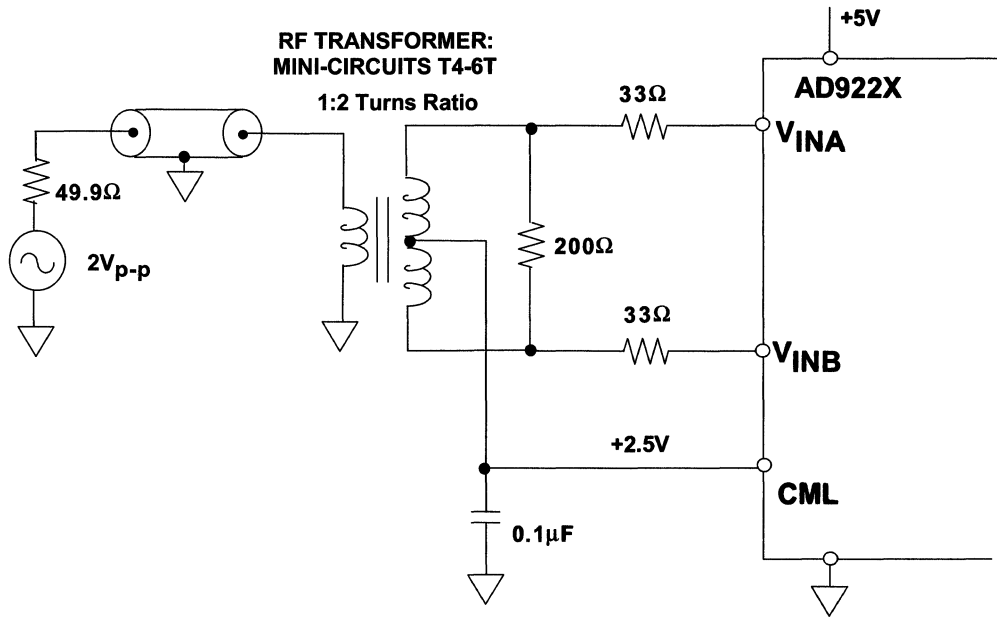 +5V
RF TRANSFORMER:
MINI-CIRCUITS T4-6T
1:2 Turns Ratio
33Ω
AD922X
VINA
49.9Ω
2Vp-p
200Ω
33Ω
VINB
+2.5V
CML
0.1μF